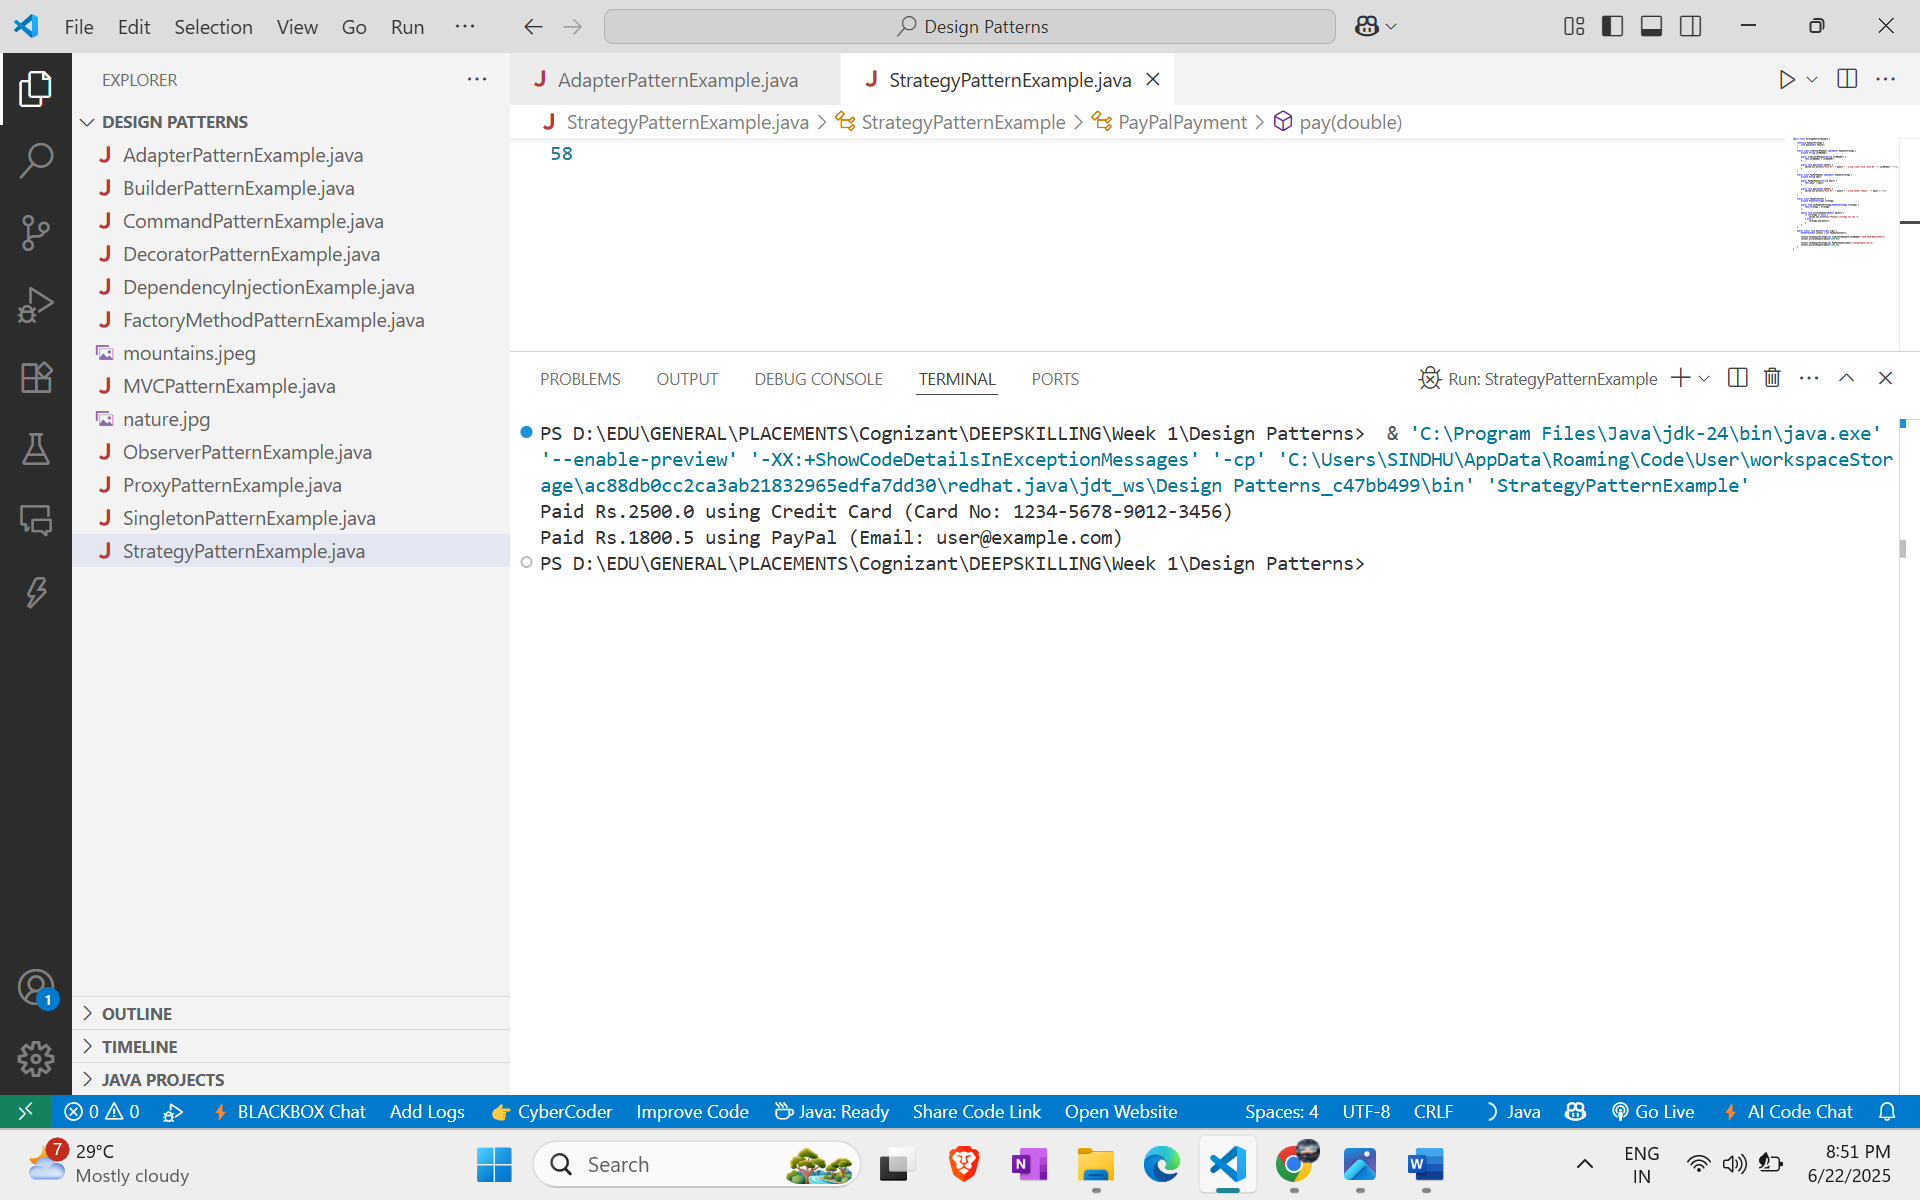 File Edit Selection View Go Run ···
Design Patterns
EXPLORER
DESIGN PATTERNS
AdapterPatternExample.java
BuilderPatternExample.java
CommandPatternExample.java
DecoratorPatternExample.java
DependencyInjectionExample.java
FactoryMethodPatternExample.java
mountains.jpeg
MVCPatternExample.java
nature.jpg
ObserverPatternExample.java
ProxyPatternExample.java
SingletonPatternExample.java
StrategyPatternExample.java
OUTLINE
TIMELINE
JAVA PROJECTS
AdapterPatternExample.java StrategyPatternExample.java
StrategyPatternExample.java > StrategyPatternExample > PayPalPayment > pay(double)
58
PROBLEMS OUTPUT DEBUG CONSOLE TERMINAL PORTS
Run: StrategyPatternExample
PS D:\EDU\GENERAL\PLACEMENTS\Cognizant\DEEPSKILLING\Week 1\Design Patterns>  & 'C:\Program Files\Java\jdk-24\bin\java.exe'
'--enable-preview' '-XX:+ShowCodeDetailsInExceptionMessages' '-cp' 'C:\Users\SINDHU\AppData\Roaming\Code\User\workspaceStor
age\ac88db0cc2ca3ab21832965edfa7dd30\redhat.java\jdt_ws\Design Patterns_c47bb499\bin' 'StrategyPatternExample'
Paid Rs.2500.0 using Credit Card (Card No: 1234-5678-9012-3456)
Paid Rs.1800.5 using PayPal (Email: user@example.com)
PS D:\EDU\GENERAL\PLACEMENTS\Cognizant\DEEPSKILLING\Week 1\Design Patterns>
1
0 0 BLACKBOX Chat Add Logs CyberCoder Improve Code Java: Ready Share Code Link Open Website Spaces: 4 UTF-8 CRLF Java Go Live AI Code Chat
7
29°C
Mostly cloudy
Search
ENG
IN
8:51 PM
6/22/2025